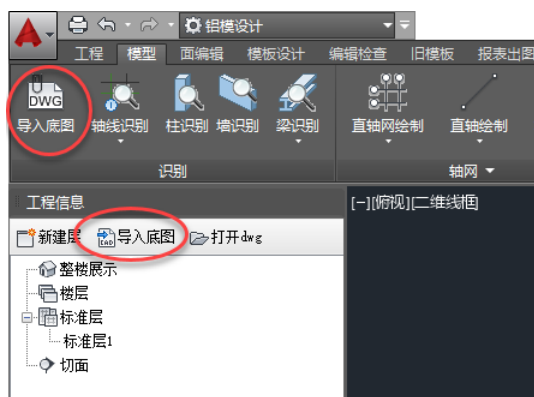 铝模设计
工程 模型 面编辑 模板设计 编辑检查 旧模板 报表出图
DWG
导入底图 轴线识别 柱识别 墙识别 梁识别 直轴网绘制 直轴绘制
识别 轴网
工程信息 [-][俯视][二维线框]
新建层 CAD 导入底图 打开dwg
整楼展示
楼层
标准层
标准层1
切面